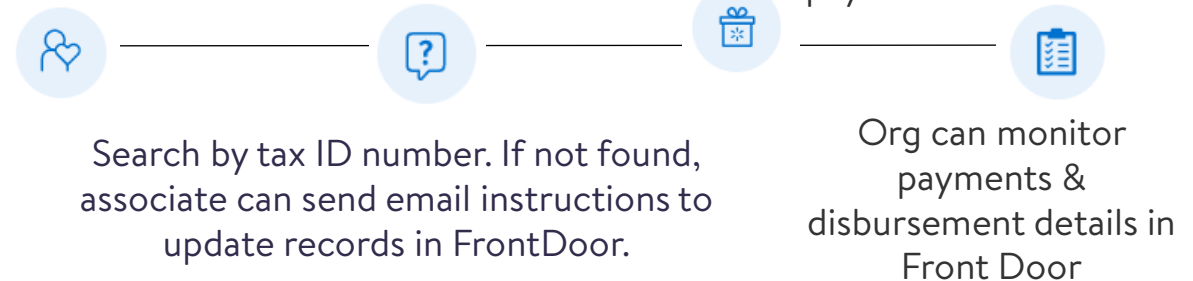 ?
Search by tax ID number. If not found,
associate can send email instructions to
update records in FrontDoor.
Org can monitor
payments &
disbursement details in
Front Door